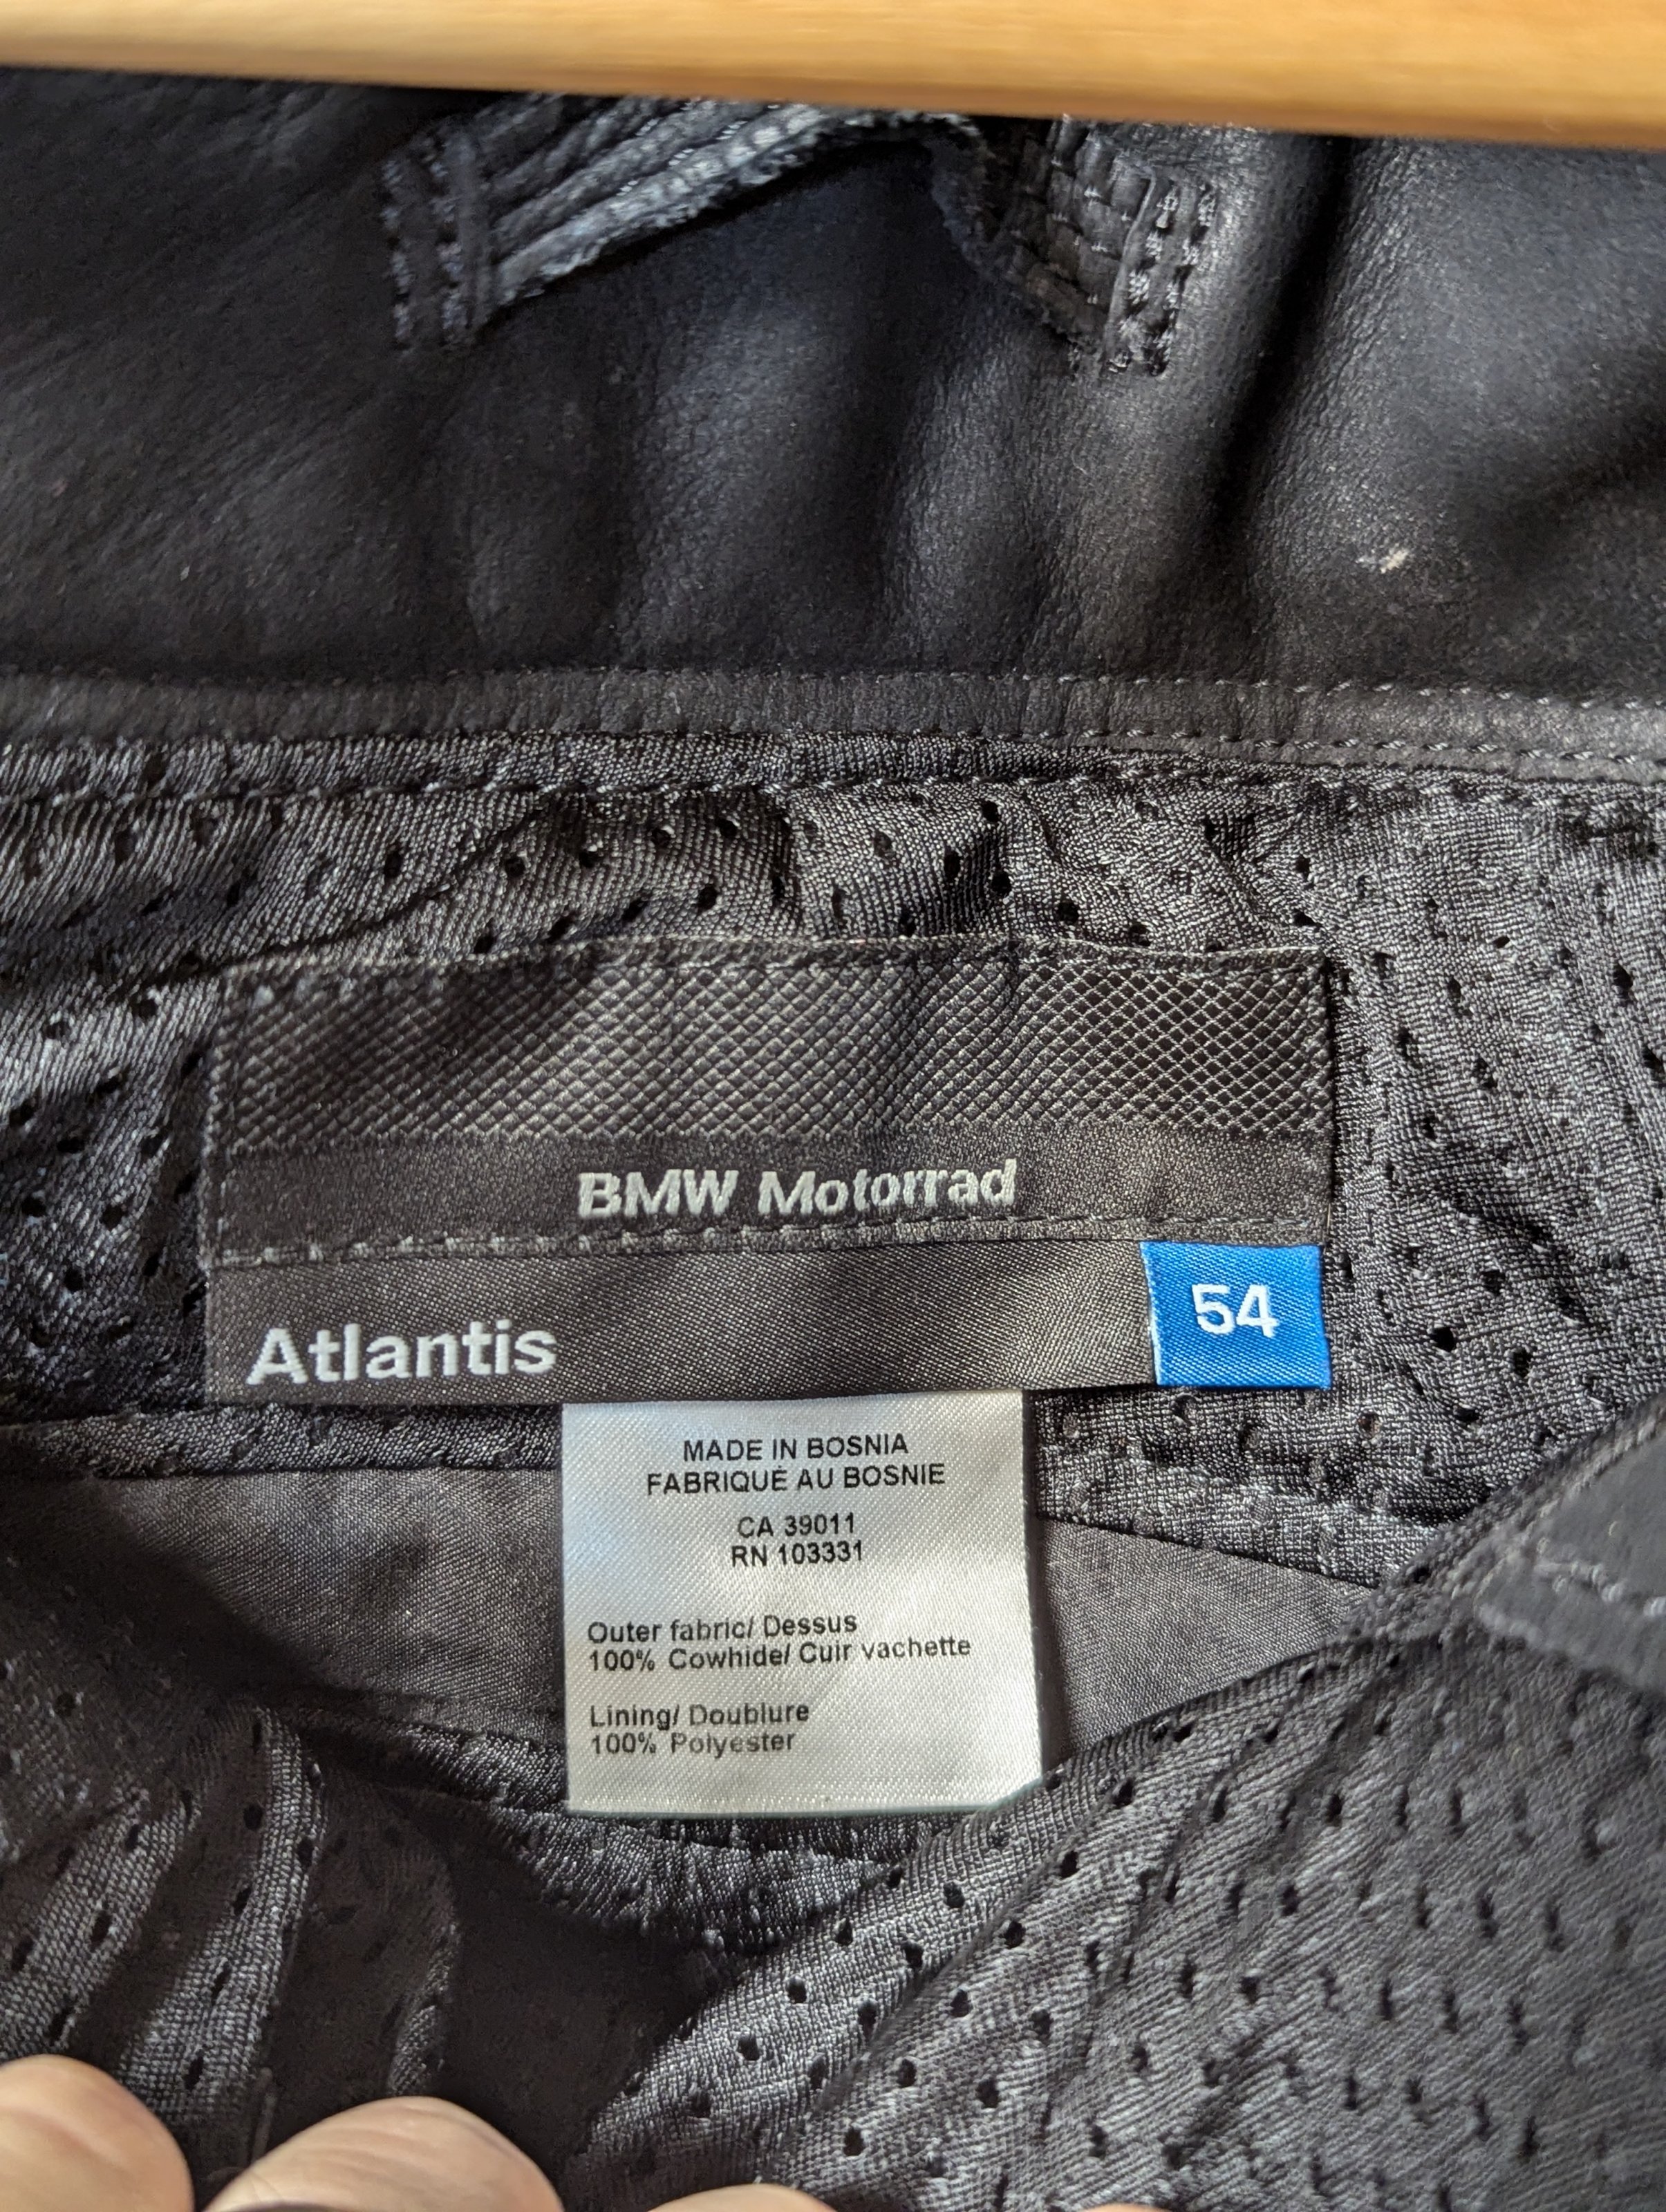 BMW Motorrad
Atlantis
54
MADE IN BOSNIA
FABRIQUÉ AU BOSNIE
CA 39011
RN 103331
Outer fabric/ Dessus
100% Cowhide/ Cuir vachette
Lining/ Doublure
100% Polyester